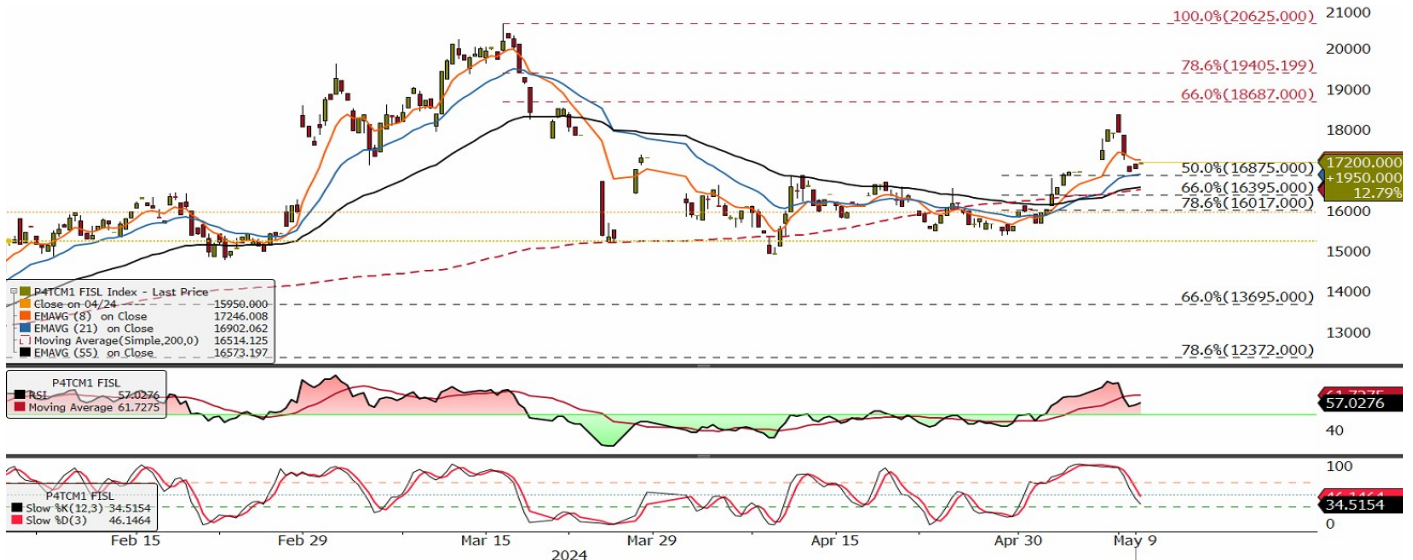 100.0%(20625.000)
78.6%(19405.199)
66.0%(18687.000)
50.0%(16875.000)
66.0%(16395.000)
78.6%(16017.000)
66.0%(13695.000)
78.6%(12372.000)
21000
20000
19000
18000
17200.000
+1950.000
12.79%
16000
15000
14000
13000
P4TCM1 FISL Index - Last Price
Close on 04/24 15950.000
EMAVG (8) on Close 17246.008
EMAVG (21) on Close 16902.062
Moving Average(Simple,200,0) 16514.125
EMAVG (55) on Close 16573.197
P4TCM1 FISL
RSI 57.0276
Moving Average 61.7275
61.7275
57.0276
40
P4TCM1 FISL
Slow %K(12,3) 34.5154
Slow %D(3) 46.1464
100
46.1464
34.5154
0
Feb 15
Feb 29
Mar 15
Mar 29
Apr 15
Apr 30
May 9
2024